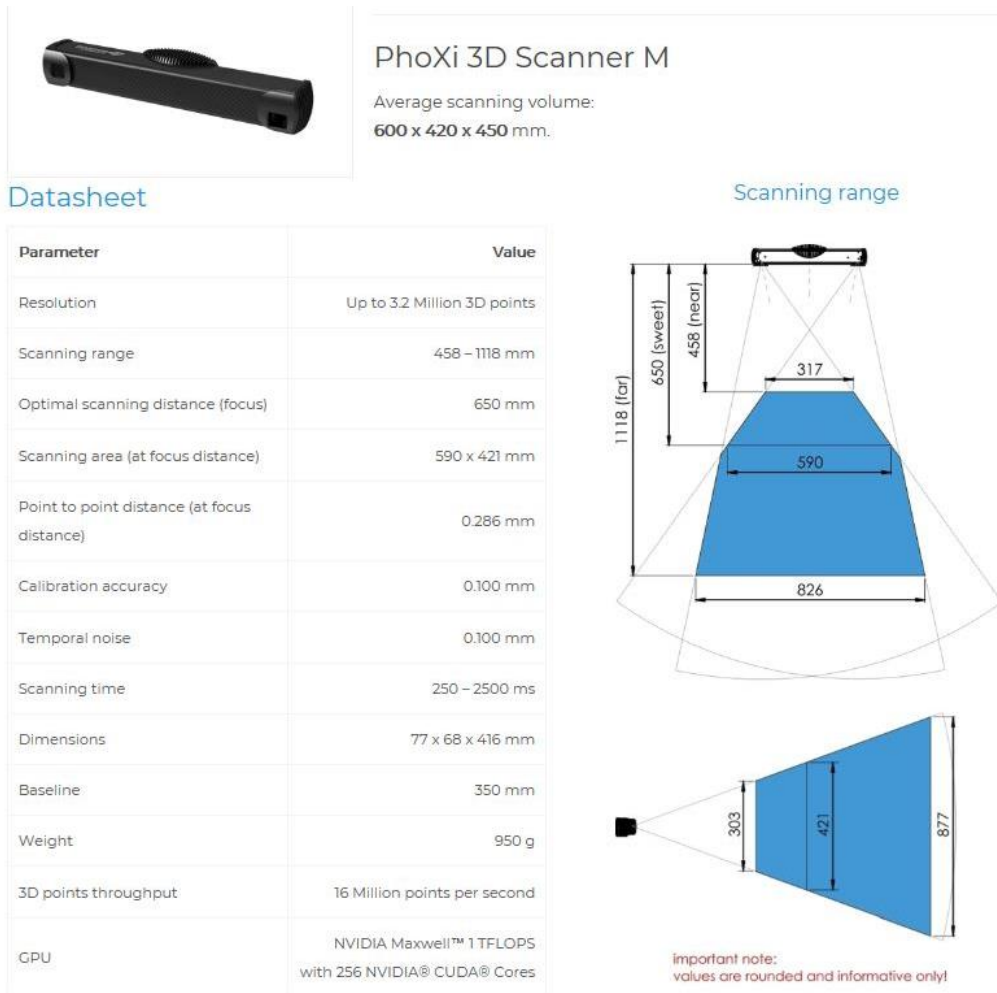 PhoXi 3D Scanner M
Average scanning volume:
600 x 420 x 450 mm.
Datasheet
Parameter Value
Resolution Up to 3.2 Million 3D points
Scanning range 458 – 1118 mm
Optimal scanning distance (focus) 650 mm
Scanning area (at focus distance) 590 x 421 mm
Point to point distance (at focus
distance) 0.286 mm
Calibration accuracy 0.100 mm
Temporal noise 0.100 mm
Scanning time 250 – 2500 ms
Dimensions 77 x 68 x 416 mm
Baseline 350 mm
Weight 950 g
3D points throughput 16 Million points per second
GPU NVIDIA Maxwell™ 1 TFLOPS
with 256 NVIDIA® CUDA® Cores
Scanning range
1118 (far)
650 (sweet)
458 (near)
317
590
826
303
421
877
important note:
values are rounded and informative only!